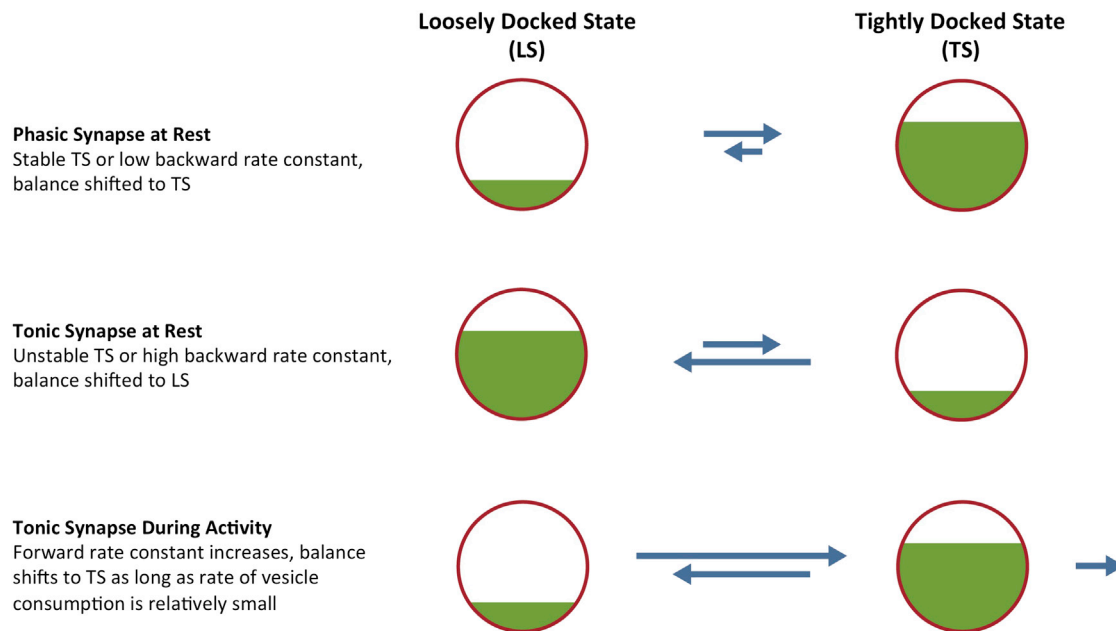 Loosely Docked State
(LS)
Tightly Docked State
(TS)
Phasic Synapse at Rest
Stable TS or low backward rate constant,
balance shifted to TS
Tonic Synapse at Rest
Unstable TS or high backward rate constant,
balance shifted to LS
Tonic Synapse During Activity
Forward rate constant increases, balance
shifts to TS as long as rate of vesicle
consumption is relatively small